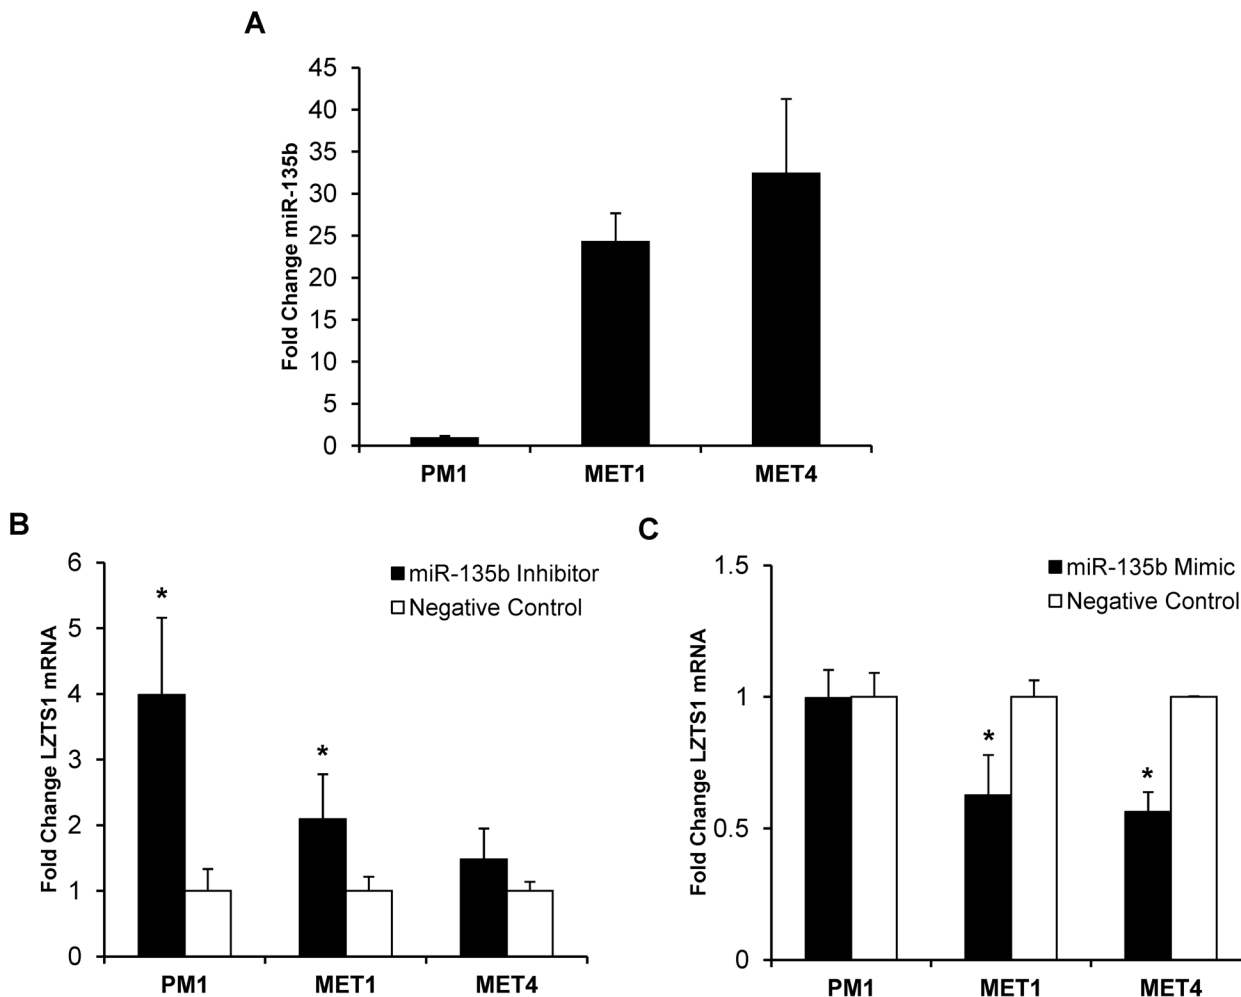 A
Fold Change miR-135b
45
40
35
30
25
20
15
10
5
0
PM1
MET1
MET4
B
Fold Change LZTS1 mRNA
6
5
4
3
2
1
0
miR-135b Inhibitor
Negative Control
*
*
PM1
MET1
MET4
C
Fold Change LZTS1 mRNA
1.5
1
0.5
0
miR-135b Mimic
Negative Control
*
*
PM1
MET1
MET4